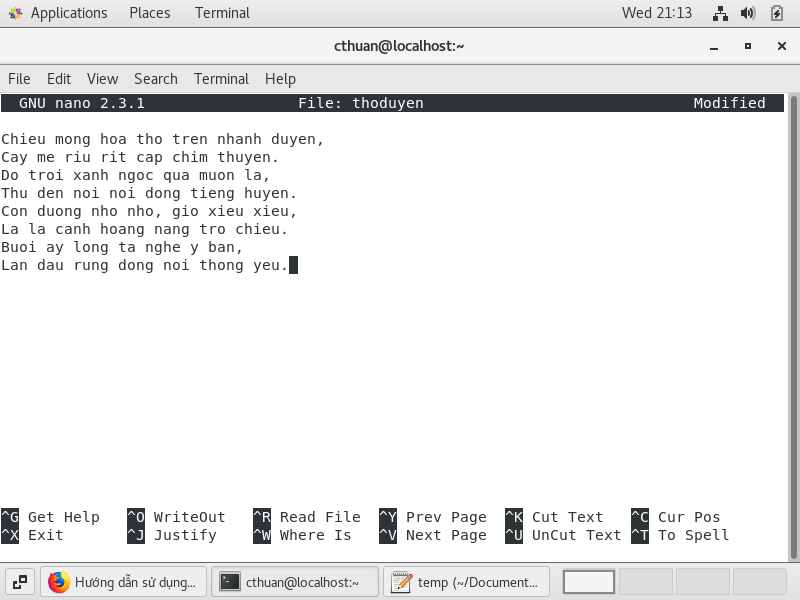 Applications Places Terminal Wed 21:13
cthuan@localhost:~
File Edit View Search Terminal Help
GNU nano 2.3.1 File: thoduyen Modified
Chieu mong hoa tho tren nhanh duyen,
Cay me riu rit cap chim thuyen.
Do troi xanh ngoc qua muon la,
Thu den noi noi dong tieng huyen.
Con duong nho nho, gio xieu xieu,
La la canh hoang nang tro chieu.
Buoi ay long ta nghe y ban,
Lan dau rung dong noi thong yeu.
^G Get Help ^O WriteOut ^R Read File ^Y Prev Page ^K Cut Text ^C Cur Pos
^X Exit ^J Justify ^W Where Is ^V Next Page ^U UnCut Text ^T To Spell
Hướng dẫn sử dụng... cthuan@localhost:~ temp (~/Document...